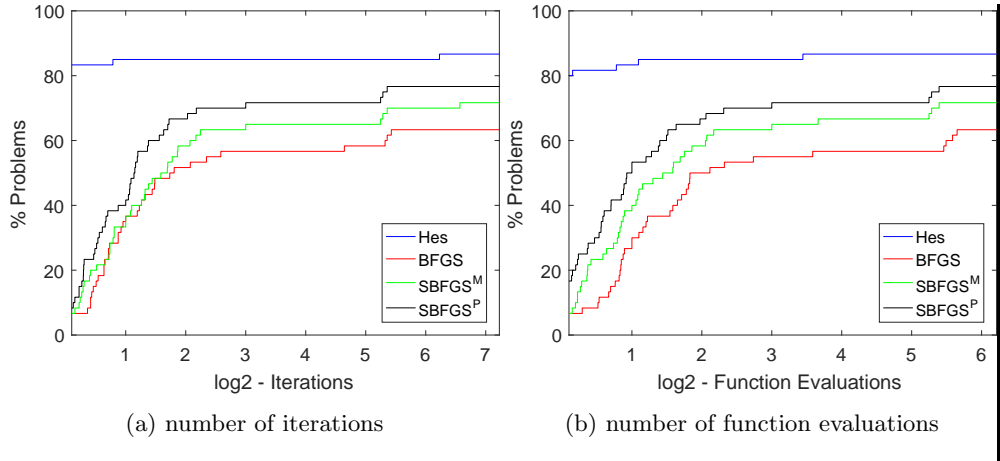 100
80
60
40
20
0
% Problems
1 2 3 4 5 6 7
log2 - Iterations
Hes
BFGS
SBFGS^M
SBFGS^P
(a) number of iterations
100
80
60
40
20
0
% Problems
1 2 3 4 5 6
log2 - Function Evaluations
Hes
BFGS
SBFGS^M
SBFGS^P
(b) number of function evaluations